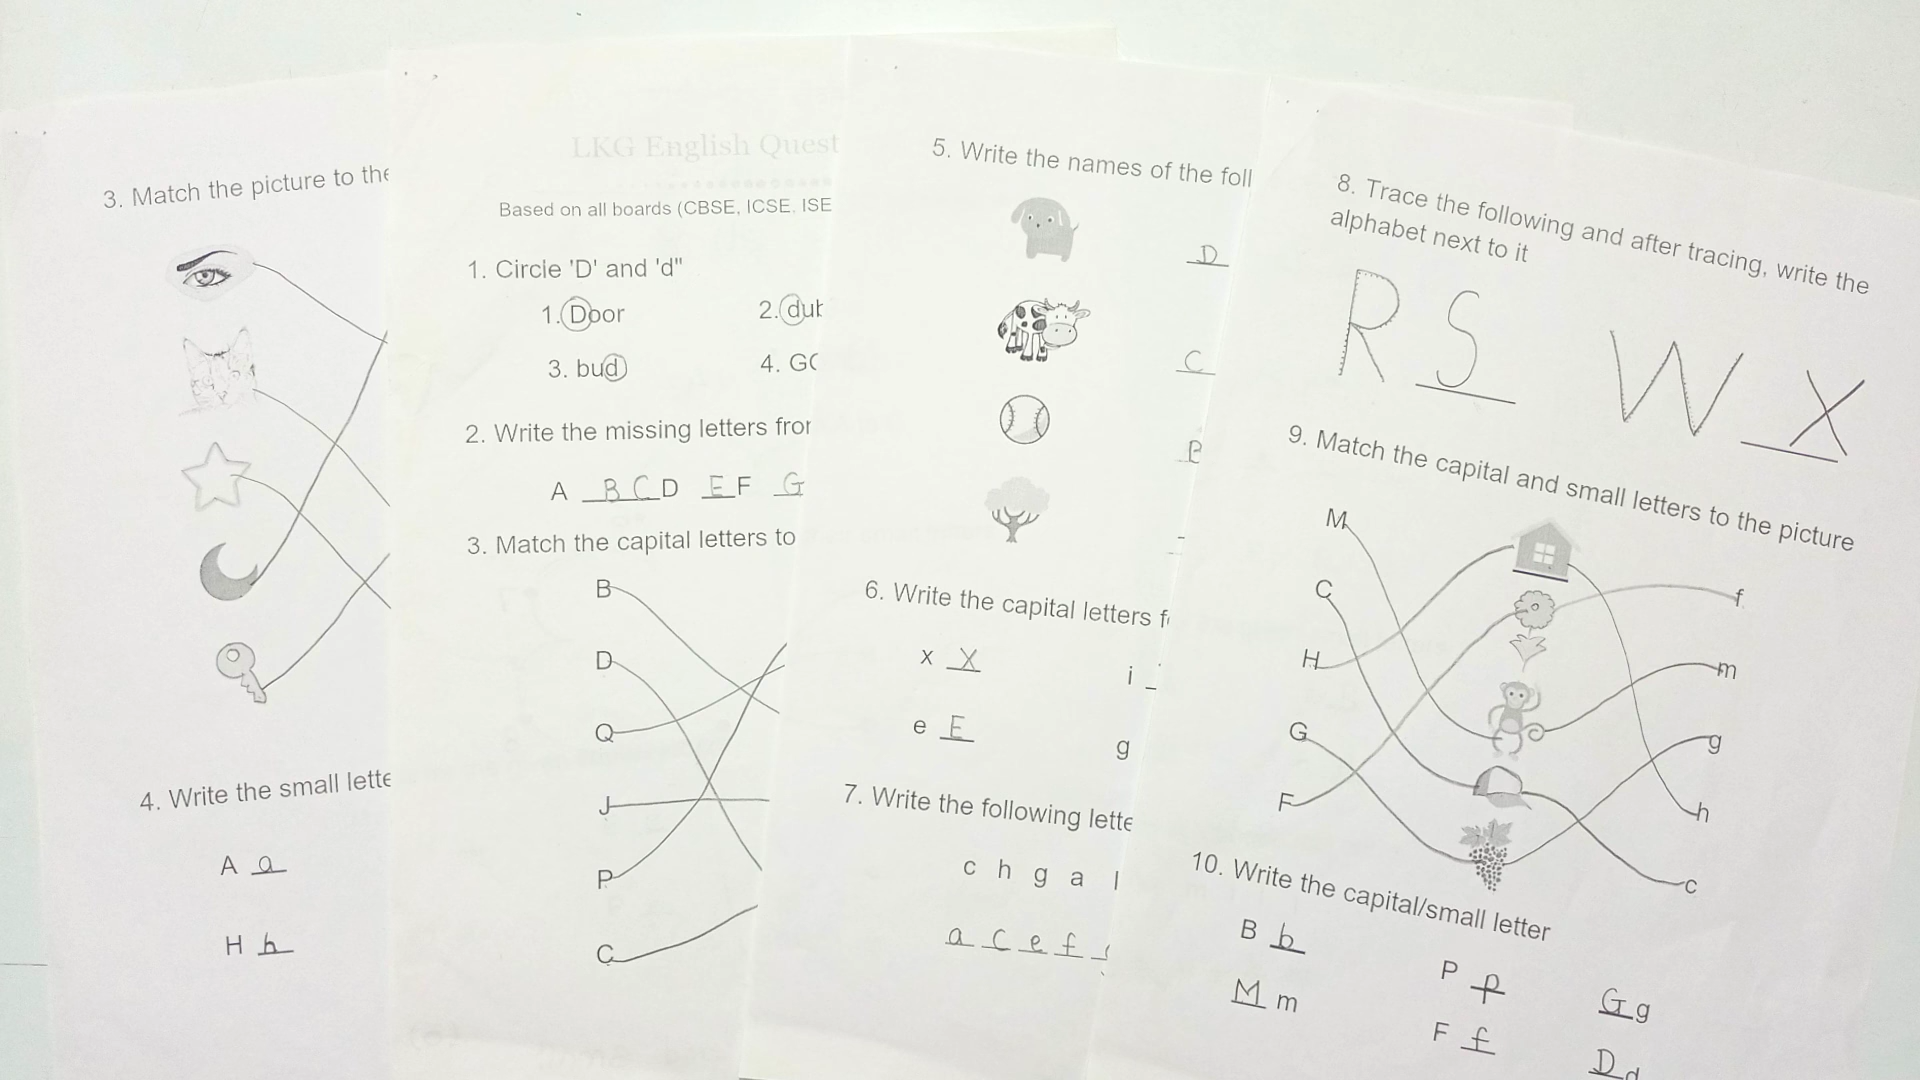 3. Match the picture to the
4. Write the small lette
A a
H h
LKG English Quest
Based on all boards (CBSE, ICSE, ISE
1. Circle 'D' and 'd"
1. Door 2. dub
3. bud 4. GO
2. Write the missing letters from
A B C D E F G
3. Match the capital letters to
B
D
Q
J
P
C
5. Write the names of the foll
D
C
B
6. Write the capital letters f
x X i
e E g
7. Write the following lette
c h g a l
a c e f
8. Trace the following and after tracing, write the
alphabet next to it
R S W X
9. Match the capital and small letters to the picture
M
C f
H m
G g
F h
c
10. Write the capital/small letter
B b P p G g
M m F f D d